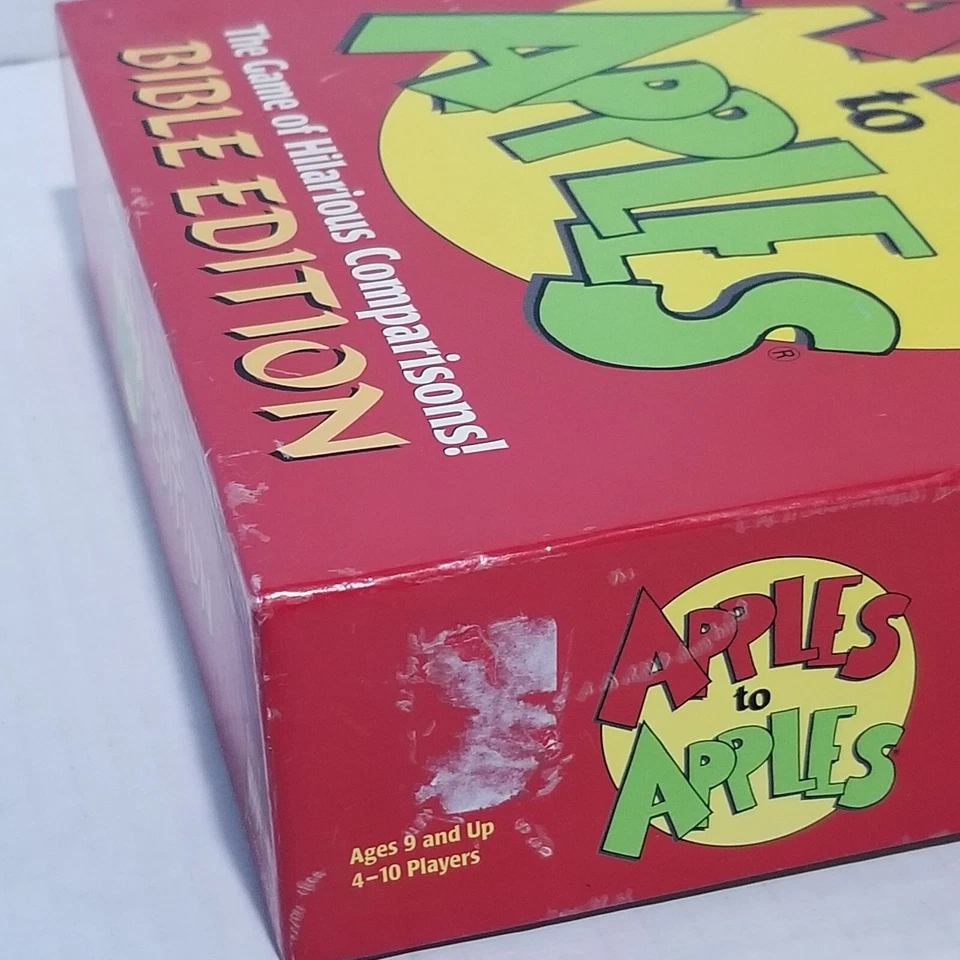 to
APPLES
®
The Game of Hilarious Comparisons!
BIBLE EDITION
APPLES
to
APPLES
Ages 9 and Up
4–10 Players